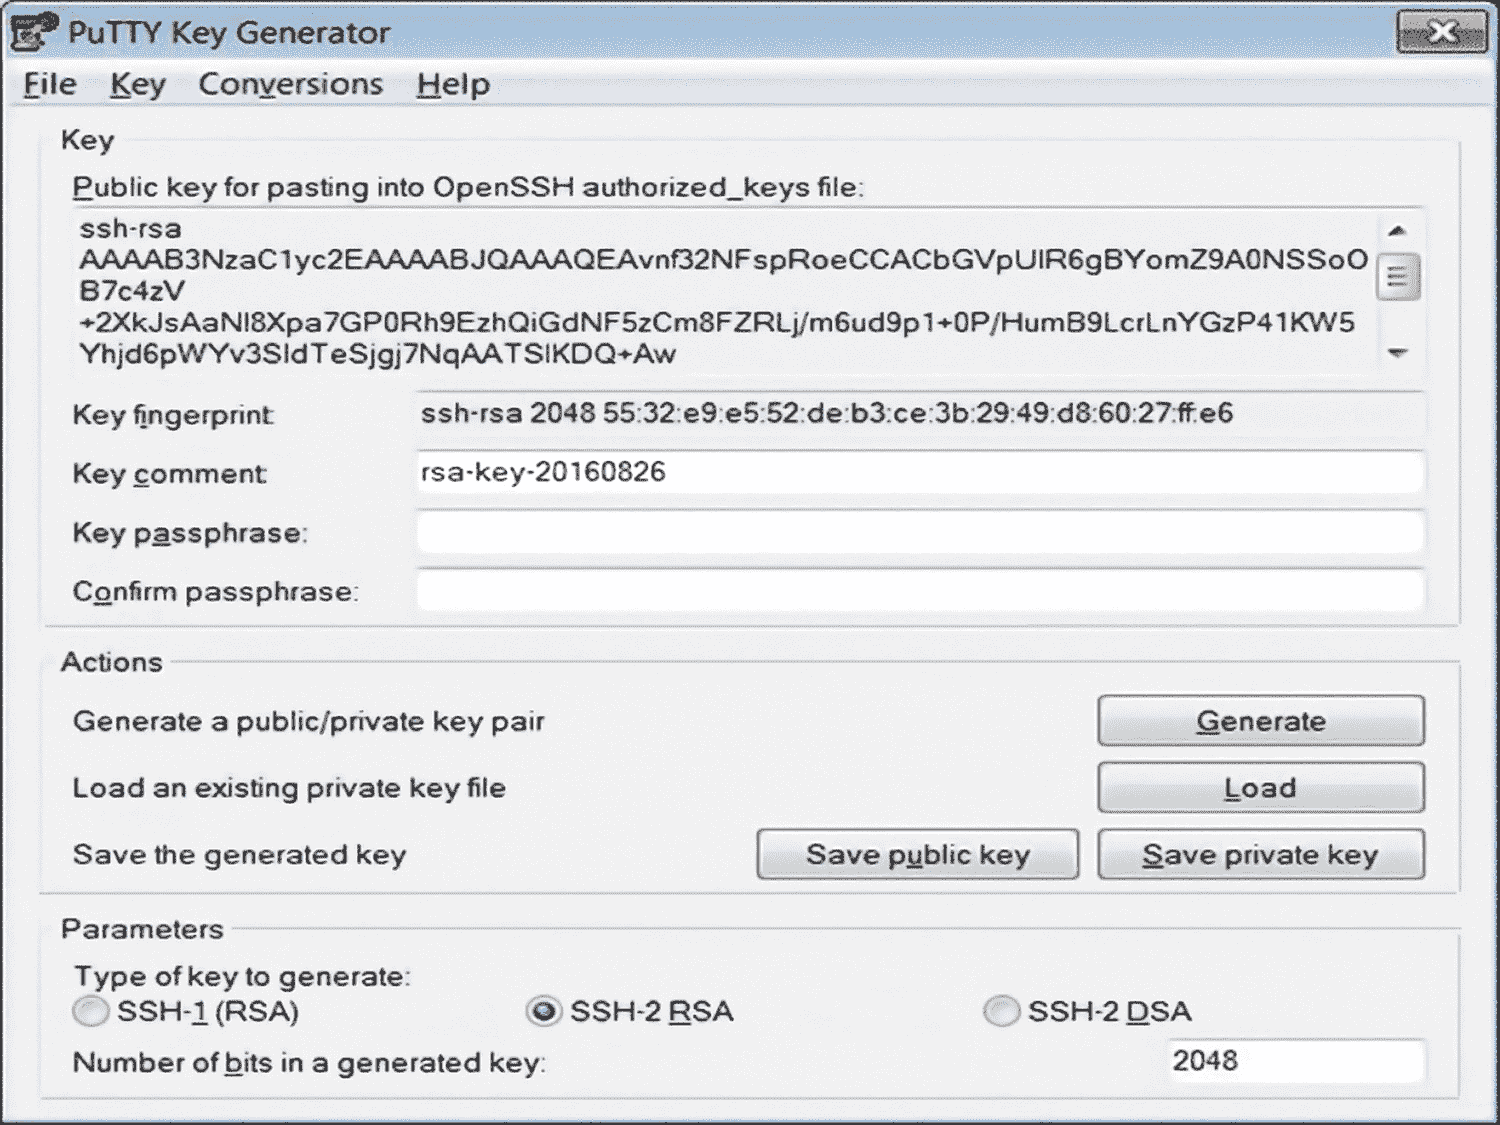 PuTTY Key Generator
File Key Conversions Help
Key
Public key for pasting into OpenSSH authorized_keys file:
ssh-rsa
AAAAB3NzaC1yc2EAAAABJQAAAQEAvnf32NFspRoeCCACbGVpUIR6gBYomZ9A0NSSoO
B7c4zV
+2XkJsAaNI8Xpa7GP0Rh9EzhQiGdNF5zCm8FZRLj/m6ud9p1+0P/HumB9LcrLnYGzP41KW5
Yhjd6pWYv3SIdTeSjgj7NqAATSIKDQ+Aw
Key fingerprint:
ssh-rsa 2048 55:32:e9:e5:52:de:b3:ce:3b:29:49:d8:60:27:ff:e6
Key comment:
rsa-key-20160826
Key passphrase:
Confirm passphrase:
Actions
Generate a public/private key pair
Generate
Load an existing private key file
Load
Save the generated key
Save public key
Save private key
Parameters
Type of key to generate:
SSH-1 (RSA)
SSH-2 RSA
SSH-2 DSA
Number of bits in a generated key:
2048